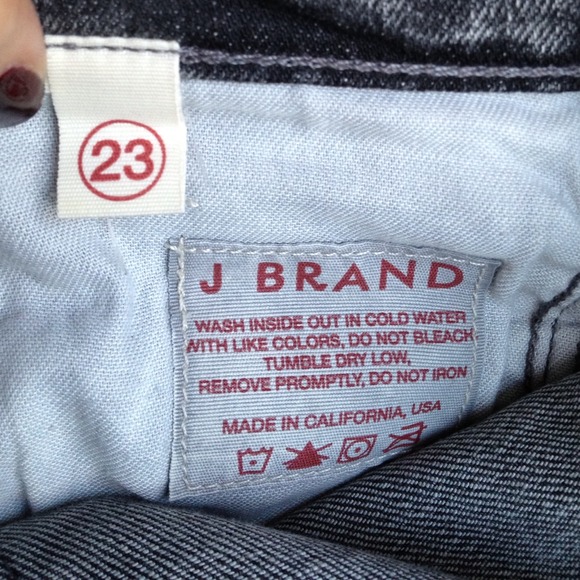 23
J BRAND
WASH INSIDE OUT IN COLD WATER
WITH LIKE COLORS, DO NOT BLEACH
TUMBLE DRY LOW,
REMOVE PROMPTLY, DO NOT IRON
MADE IN CALIFORNIA, USA